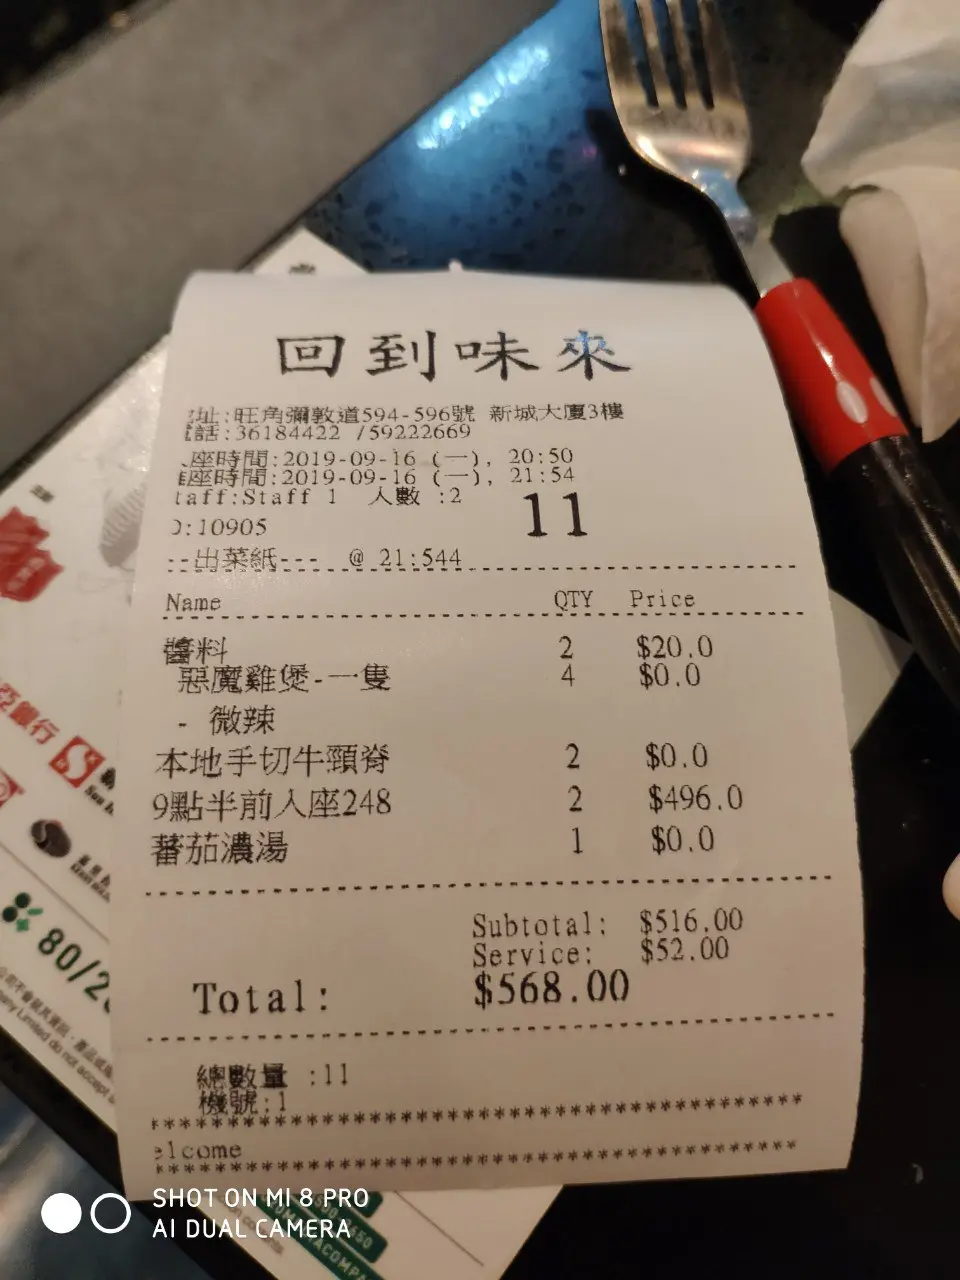 回到味來
址:旺角彌敦道594-596號 新城大廈3樓
話:36184422 /59222669
座時間:2019-09-16 (一), 20:50
座時間:2019-09-16 (一), 21:54
taff:Staff 1 人數:2
11
D:10905
--出菜紙--- @ 21:544
Name QTY Price
醬料 2 $20.0
惡魔雞煲-一隻 4 $0.0
- 微辣
本地手切牛頸脊 2 $0.0
9點半前入座248 2 $496.0
蕃茄濃湯 1 $0.0
Subtotal: $516.00
Service: $52.00
Total: $568.00
總數量 :11
機號:1
****************************************
elcome
****************************************
亞銀行
80/2
SHOT ON MI 8 PRO
AI DUAL CAMERA